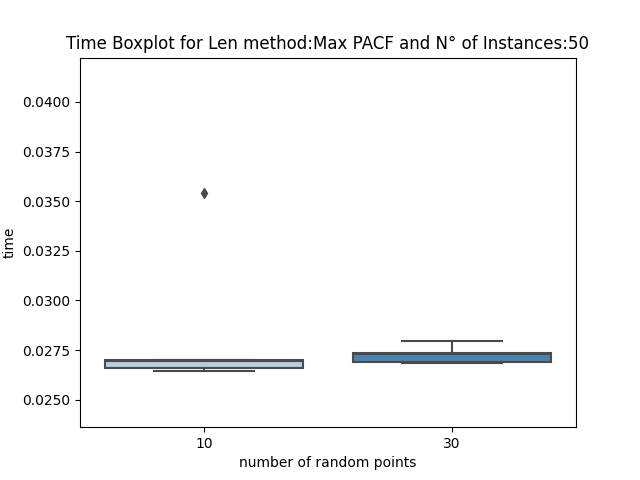 Time Boxplot for Len method:Max PACF and N° of Instances:50
0.0400
0.0375
0.0350
0.0325
0.0300
0.0275
0.0250
time
10 30
number of random points